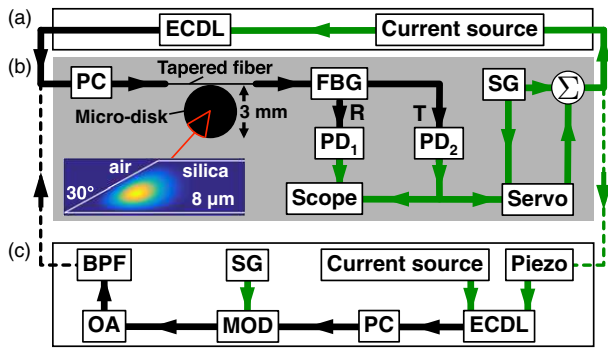 (a)
ECDL
Current source
(b)
PC
Tapered fiber
FBG
SG
Σ
Micro-disk
3 mm
R
T
PD1
PD2
air
silica
30°
8 µm
Scope
Servo
(c)
BPF
SG
Current source
Piezo
OA
MOD
PC
ECDL